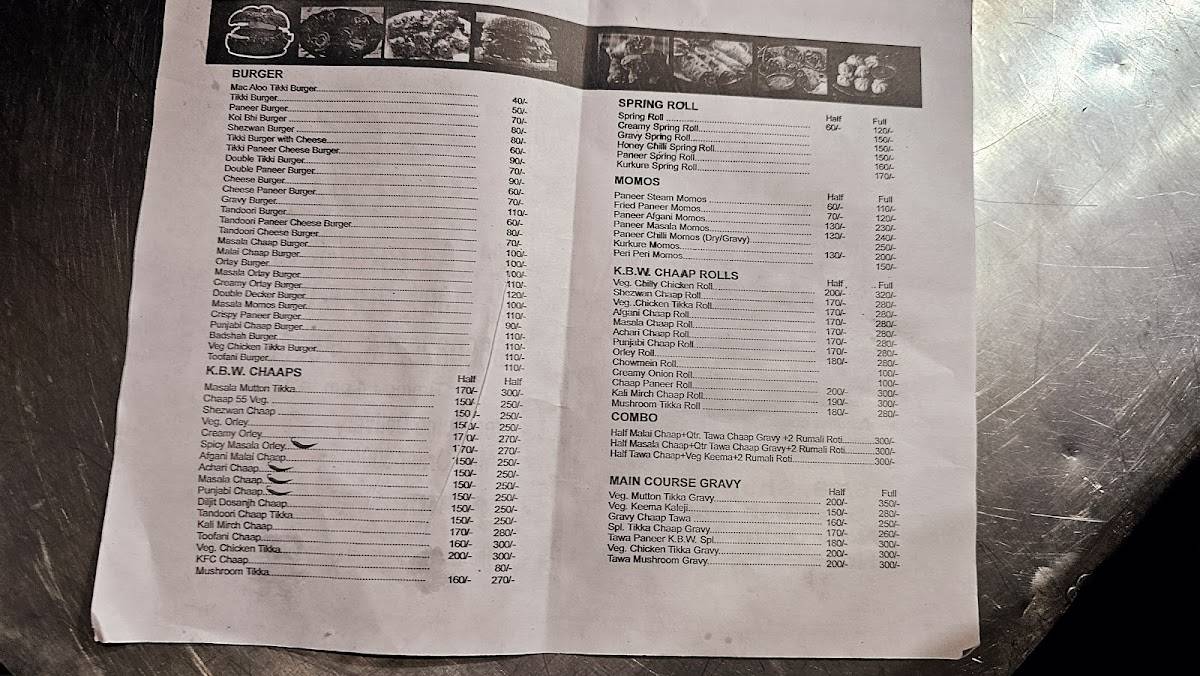 BURGER
Mac Aloo Tikki Burger 40/-
Tikki Burger 50/-
Paneer Burger 70/-
Koi Bhi Burger 80/-
Shezwan Burger 80/-
Tikki Burger with Cheese 60/-
Tikki Paneer Cheese Burger 90/-
Double Tikki Burger 70/-
Double Paneer Burger 90/-
Cheese Burger 60/-
Cheese Paneer Burger 70/-
Gravy Burger 110/-
Tandoori Burger 60/-
Tandoori Paneer Cheese Burger 80/-
Tandoori Cheese Burger 70/-
Masala Chaap Burger 100/-
Malai Chaap Burger 100/-
Orlay Burger 100/-
Masala Orlay Burger 110/-
Creamy Orlay Burger 120/-
Double Decker Burger 100/-
Masala Momos Burger 110/-
Crispy Paneer Burger 90/-
Punjabi Chaap Burger 110/-
Badshah Burger 110/-
Veg Chicken Tikka Burger 110/-
Toofani Burger 110/-
K.B.W. CHAAPS Half Half
Masala Mutton Tikka 170/- 300/-
Chaap 55 Veg. 150/- 250/-
Shezwan Chaap 150/- 250/-
Veg. Orley 150/- 250/-
Creamy Orley 170/- 270/-
Spicy Masala Orley 170/- 270/-
Afgani Malai Chaap 150/- 250/-
Achari Chaap 150/- 250/-
Masala Chaap 150/- 250/-
Punjabi Chaap 150/- 250/-
Diljit Dosanjh Chaap 150/- 250/-
Tandoori Chaap Tikka 150/- 250/-
Kali Mirch Chaap 170/- 280/-
Toofani Chaap 160/- 300/-
Veg. Chicken Tikka 200/- 300/-
KFC Chaap 80/-
Mushroom Tikka 160/- 270/-
SPRING ROLL Half Full
Spring Roll 60/- 120/-
Creamy Spring Roll 150/-
Gravy Spring Roll 150/-
Honey Chilli Spring Roll 150/-
Paneer Spring Roll 160/-
Kurkure Spring Roll 170/-
MOMOS Half Full
Paneer Steam Momos 60/- 110/-
Fried Paneer Momos 70/- 120/-
Paneer Afgani Momos 130/- 230/-
Paneer Masala Momos 130/- 240/-
Paneer Chilli Momos (Dry/Gravy) 250/-
Kurkure Momos 130/- 200/-
Peri Peri Momos 150/-
K.B.W. CHAAP ROLLS Half Full
Veg. Chilly Chicken Roll 200/- 320/-
Shezwan Chaap Roll 170/- 280/-
Veg. Chicken Tikka Roll 170/- 280/-
Afgani Chaap Roll 170/- 280/-
Masala Chaap Roll 170/- 280/-
Achari Chaap Roll 170/- 280/-
Punjabi Chaap Roll 170/- 280/-
Orley Roll 180/- 280/-
Chowmein Roll 100/-
Creamy Onion Roll 100/-
Chaap Paneer Roll 200/- 300/-
Kali Mirch Chaap Roll 190/- 300/-
Mushroom Tikka Roll 180/- 280/-
COMBO
Half Malai Chaap+Qtr. Tawa Chaap Gravy +2 Rumali Roti 300/-
Half Masala Chaap+Qtr Tawa Chaap Gravy+2 Rumali Roti 300/-
Half Tawa Chaap+Veg Keema+2 Rumali Roti 300/-
MAIN COURSE GRAVY Half Full
Veg. Mutton Tikka Gravy 200/- 350/-
Veg. Keema Kaleji 150/- 280/-
Gravy Chaap Tawa 160/- 250/-
Spl. Tikka Chaap Gravy 170/- 260/-
Tawa Paneer K.B.W. Spl. 180/- 300/-
Veg. Chicken Tikka Gravy 200/- 300/-
Tawa Mushroom Gravy 200/- 300/-